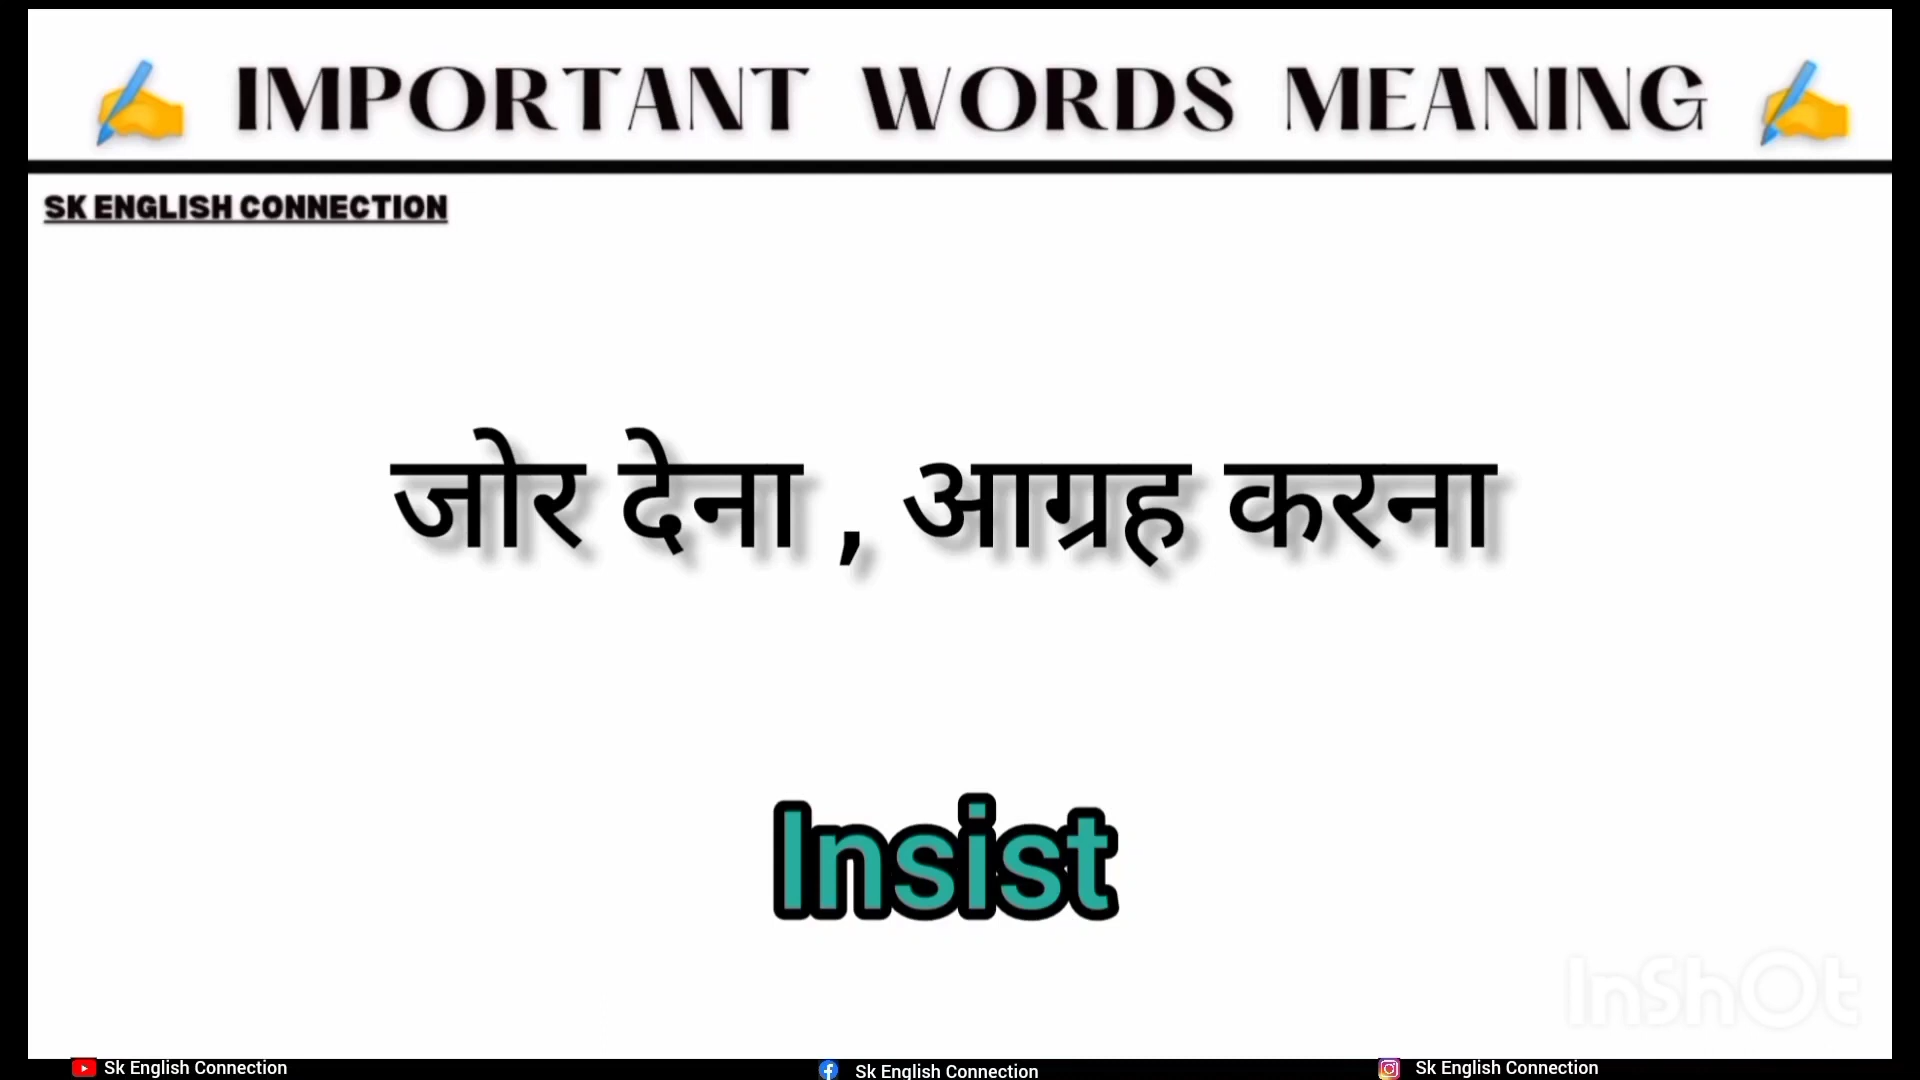 IMPORTANT WORDS MEANING
SK ENGLISH CONNECTION
जोर देना , आग्रह करना
Insist
InShOt
Sk English Connection
Sk English Connection
Sk English Connection